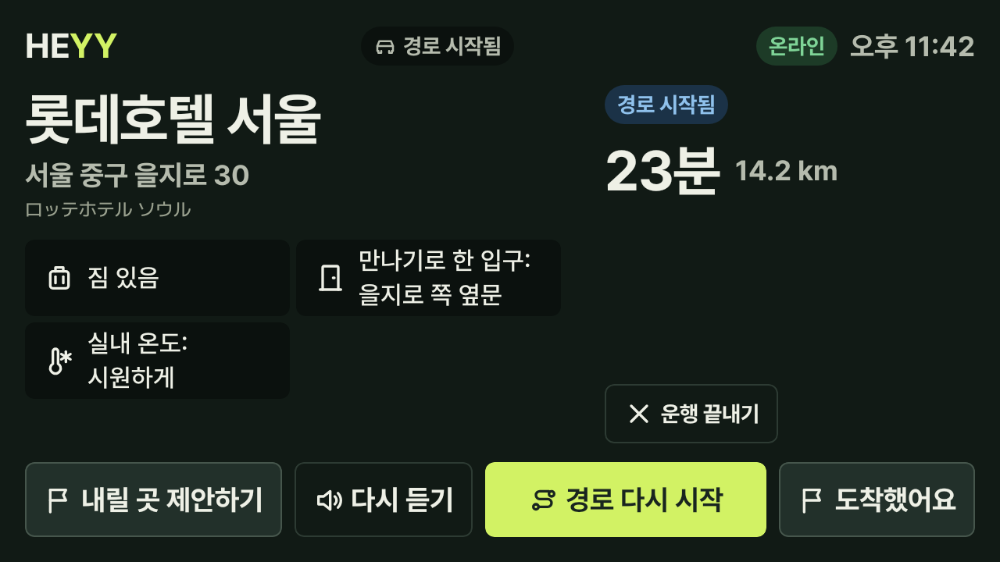 HEYY
경로 시작됨
온라인
오후 11:42
롯데호텔 서울
서울 중구 을지로 30
ロッテホテル ソウル
경로 시작됨
23분 14.2 km
짐 있음
만나기로 한 입구:
을지로 쪽 옆문
실내 온도:
시원하게
운행 끝내기
내릴 곳 제안하기
다시 듣기
경로 다시 시작
도착했어요